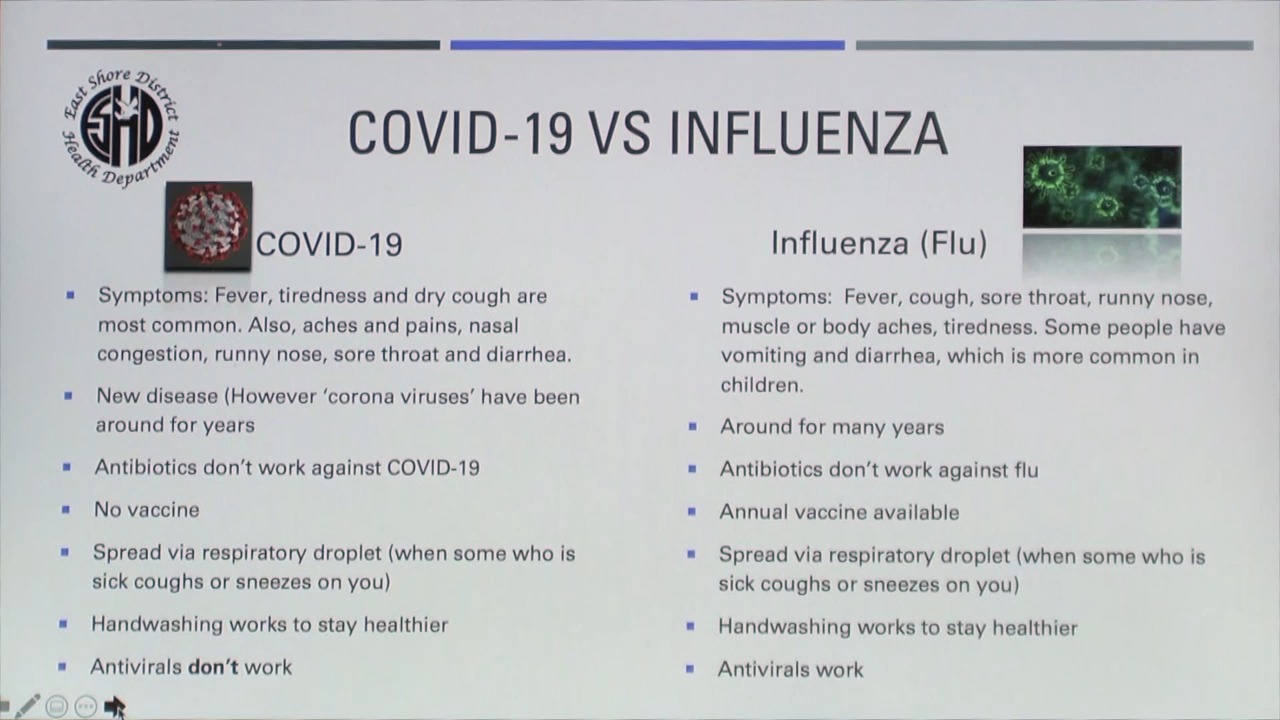 East Shore District
Health Department
ESHD
COVID-19 VS INFLUENZA
COVID-19
Symptoms: Fever, tiredness and dry cough are
most common. Also, aches and pains, nasal
congestion, runny nose, sore throat and diarrhea.
New disease (However ‘corona viruses’ have been
around for years
Antibiotics don’t work against COVID-19
No vaccine
Spread via respiratory droplet (when some who is
sick coughs or sneezes on you)
Handwashing works to stay healthier
Antivirals don’t work
Influenza (Flu)
Symptoms: Fever, cough, sore throat, runny nose,
muscle or body aches, tiredness. Some people have
vomiting and diarrhea, which is more common in
children.
Around for many years
Antibiotics don’t work against flu
Annual vaccine available
Spread via respiratory droplet (when some who is
sick coughs or sneezes on you)
Handwashing works to stay healthier
Antivirals work